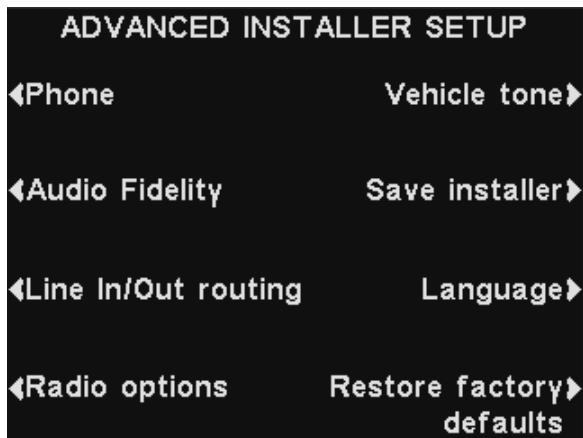 ADVANCED INSTALLER SETUP
Phone
Vehicle tone
Audio Fidelity
Save installer
Line In/Out routing
Language
Radio options
Restore factory
defaults